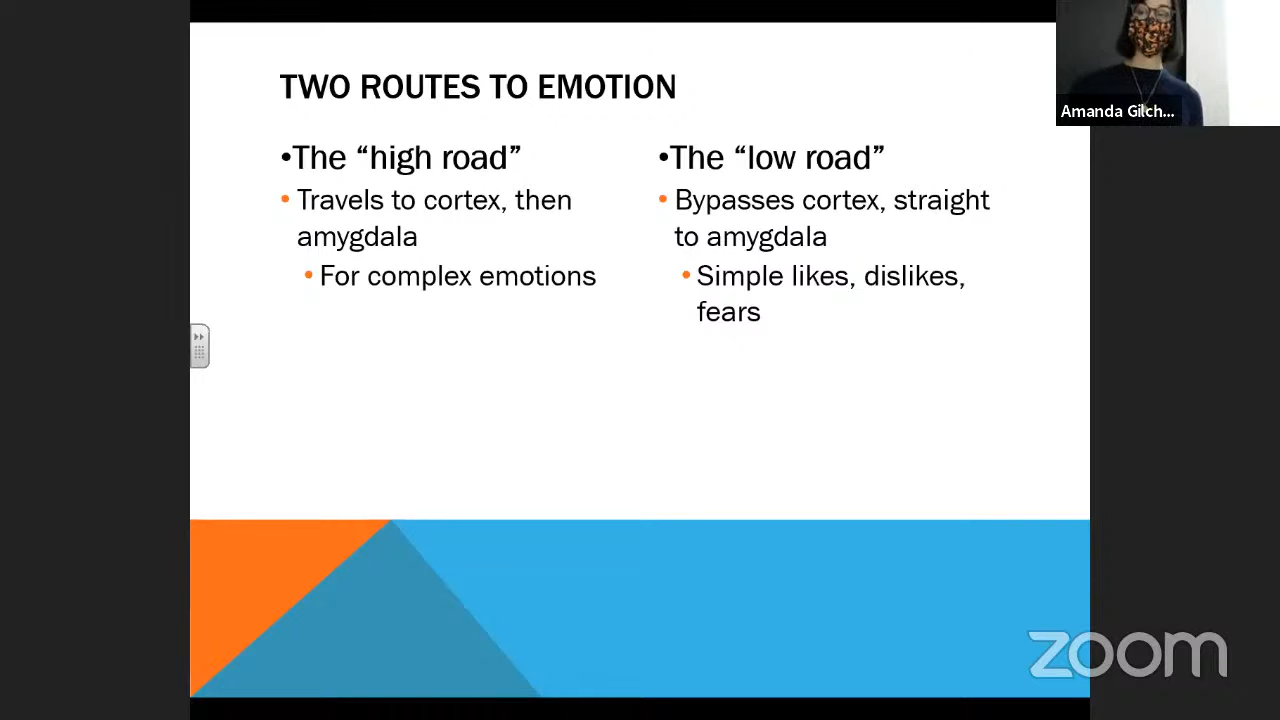 TWO ROUTES TO EMOTION
•The “high road”
• Travels to cortex, then
amygdala
• For complex emotions
•The “low road”
• Bypasses cortex, straight
to amygdala
• Simple likes, dislikes,
fears
Amanda Gilch...
zoom